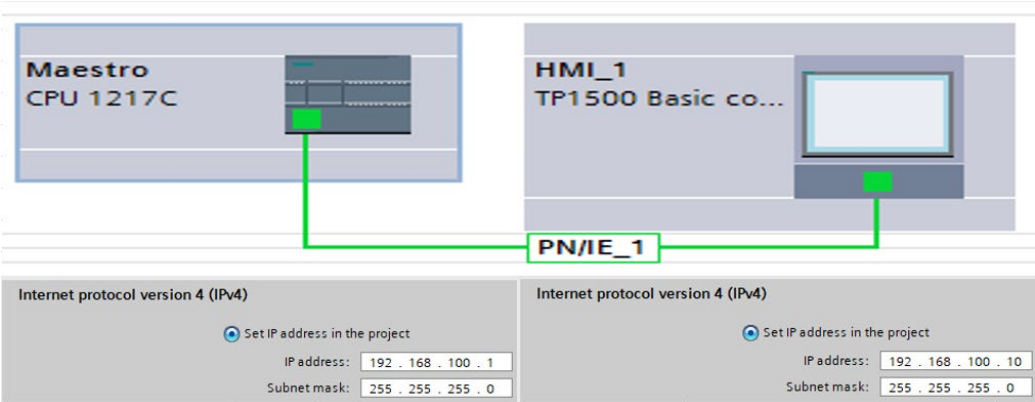 Maestro
CPU 1217C
HMI_1
TP1500 Basic co...
PN/IE_1
Internet protocol version 4 (IPv4)
Set IP address in the project
IP address: 192 . 168 . 100 . 1
Subnet mask: 255 . 255 . 255 . 0
Internet protocol version 4 (IPv4)
Set IP address in the project
IP address: 192 . 168 . 100 . 10
Subnet mask: 255 . 255 . 255 . 0